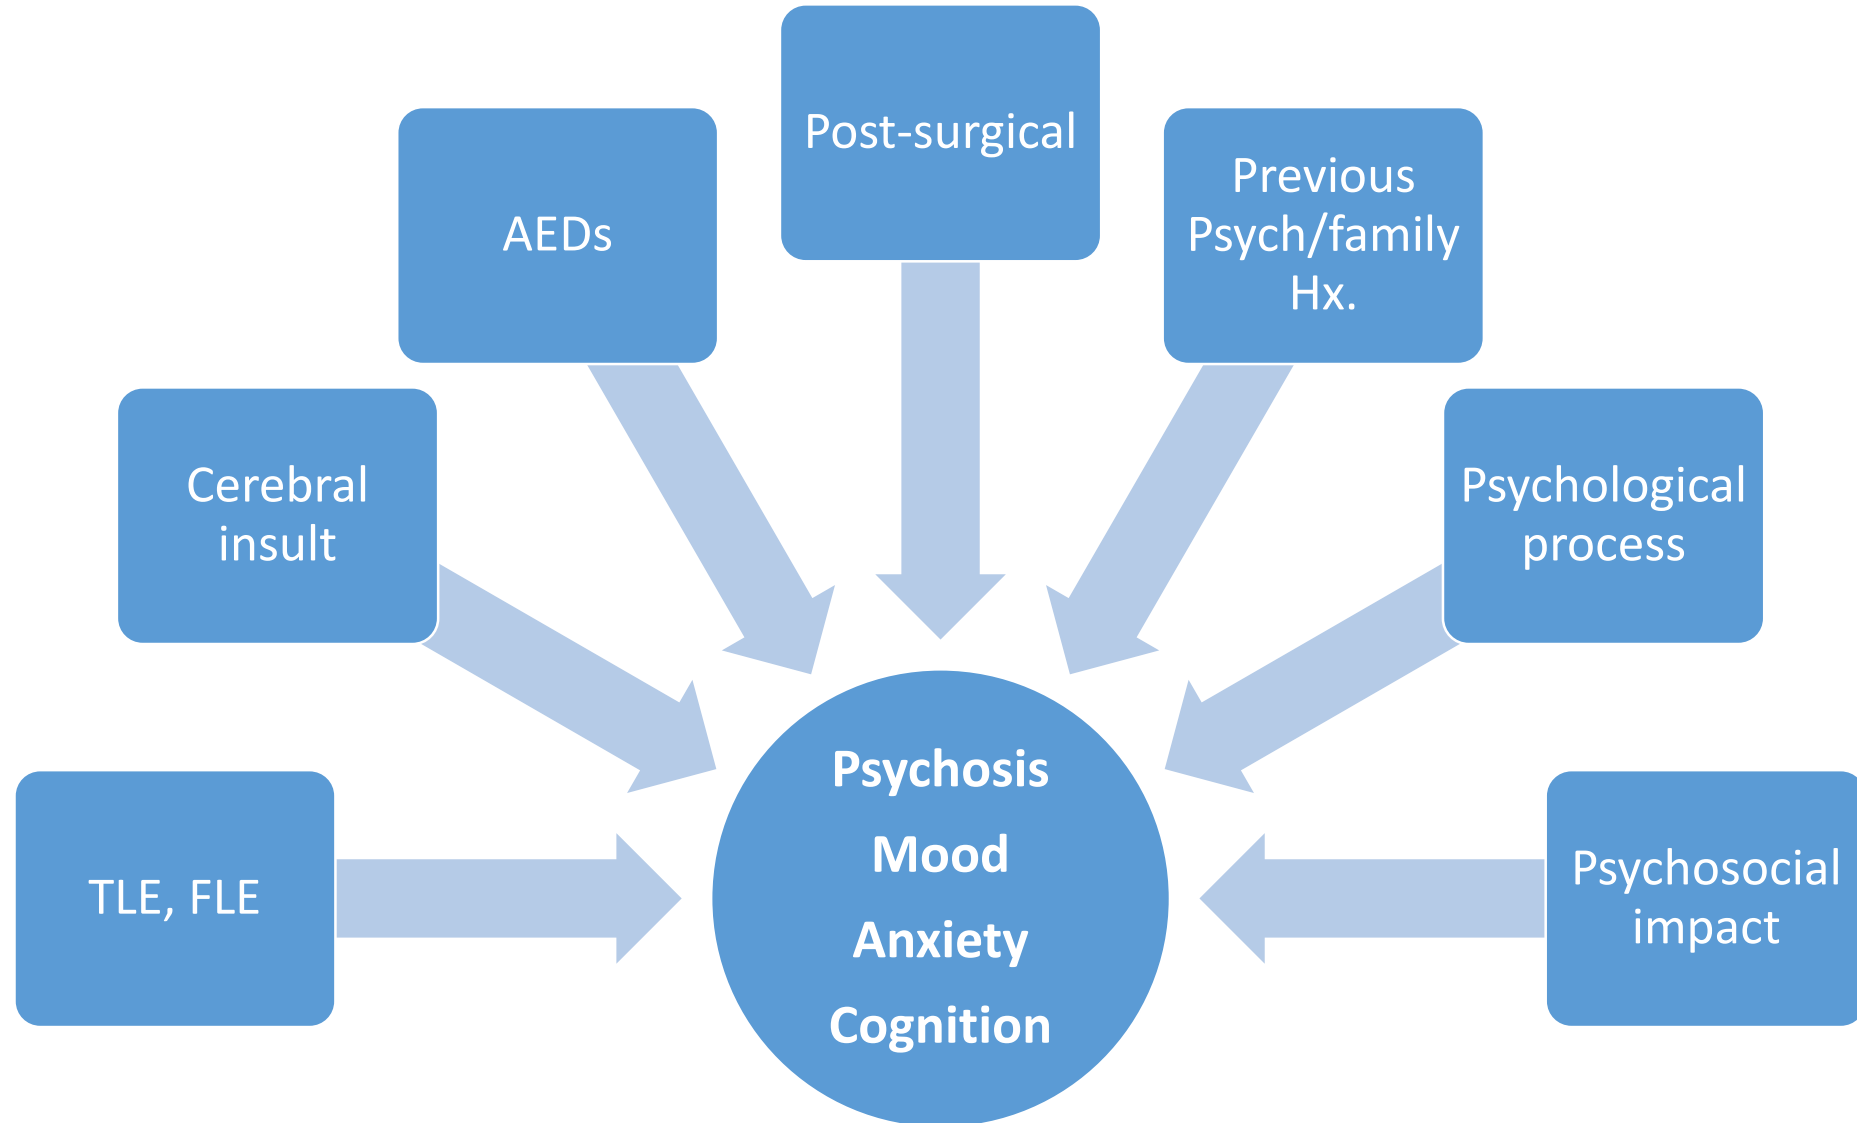 Post-surgical
AEDs
Previous
Psych/family
Hx.
Cerebral
insult
Psychological
process
TLE, FLE
Psychosis
Mood
Anxiety
Cognition
Psychosocial
impact